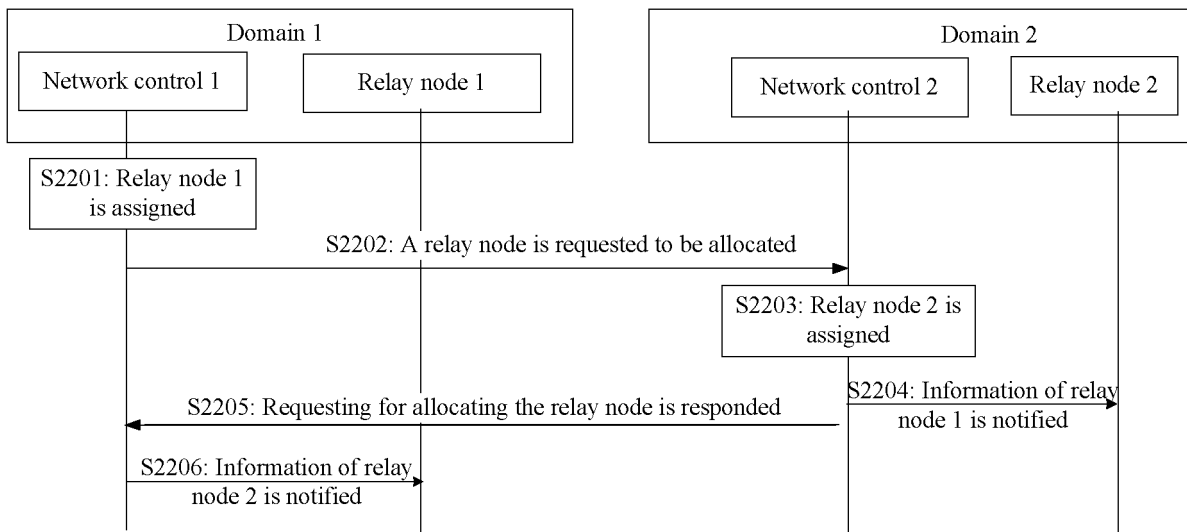 Domain 1
Domain 2
Network control 1
Relay node 1
Network control 2
Relay node 2
S2201: Relay node 1
is assigned
S2202: A relay node is requested to be allocated
S2203: Relay node 2 is
assigned
S2204: Information of relay
node 1 is notified
S2205: Requesting for allocating the relay node is responded
S2206: Information of relay
node 2 is notified